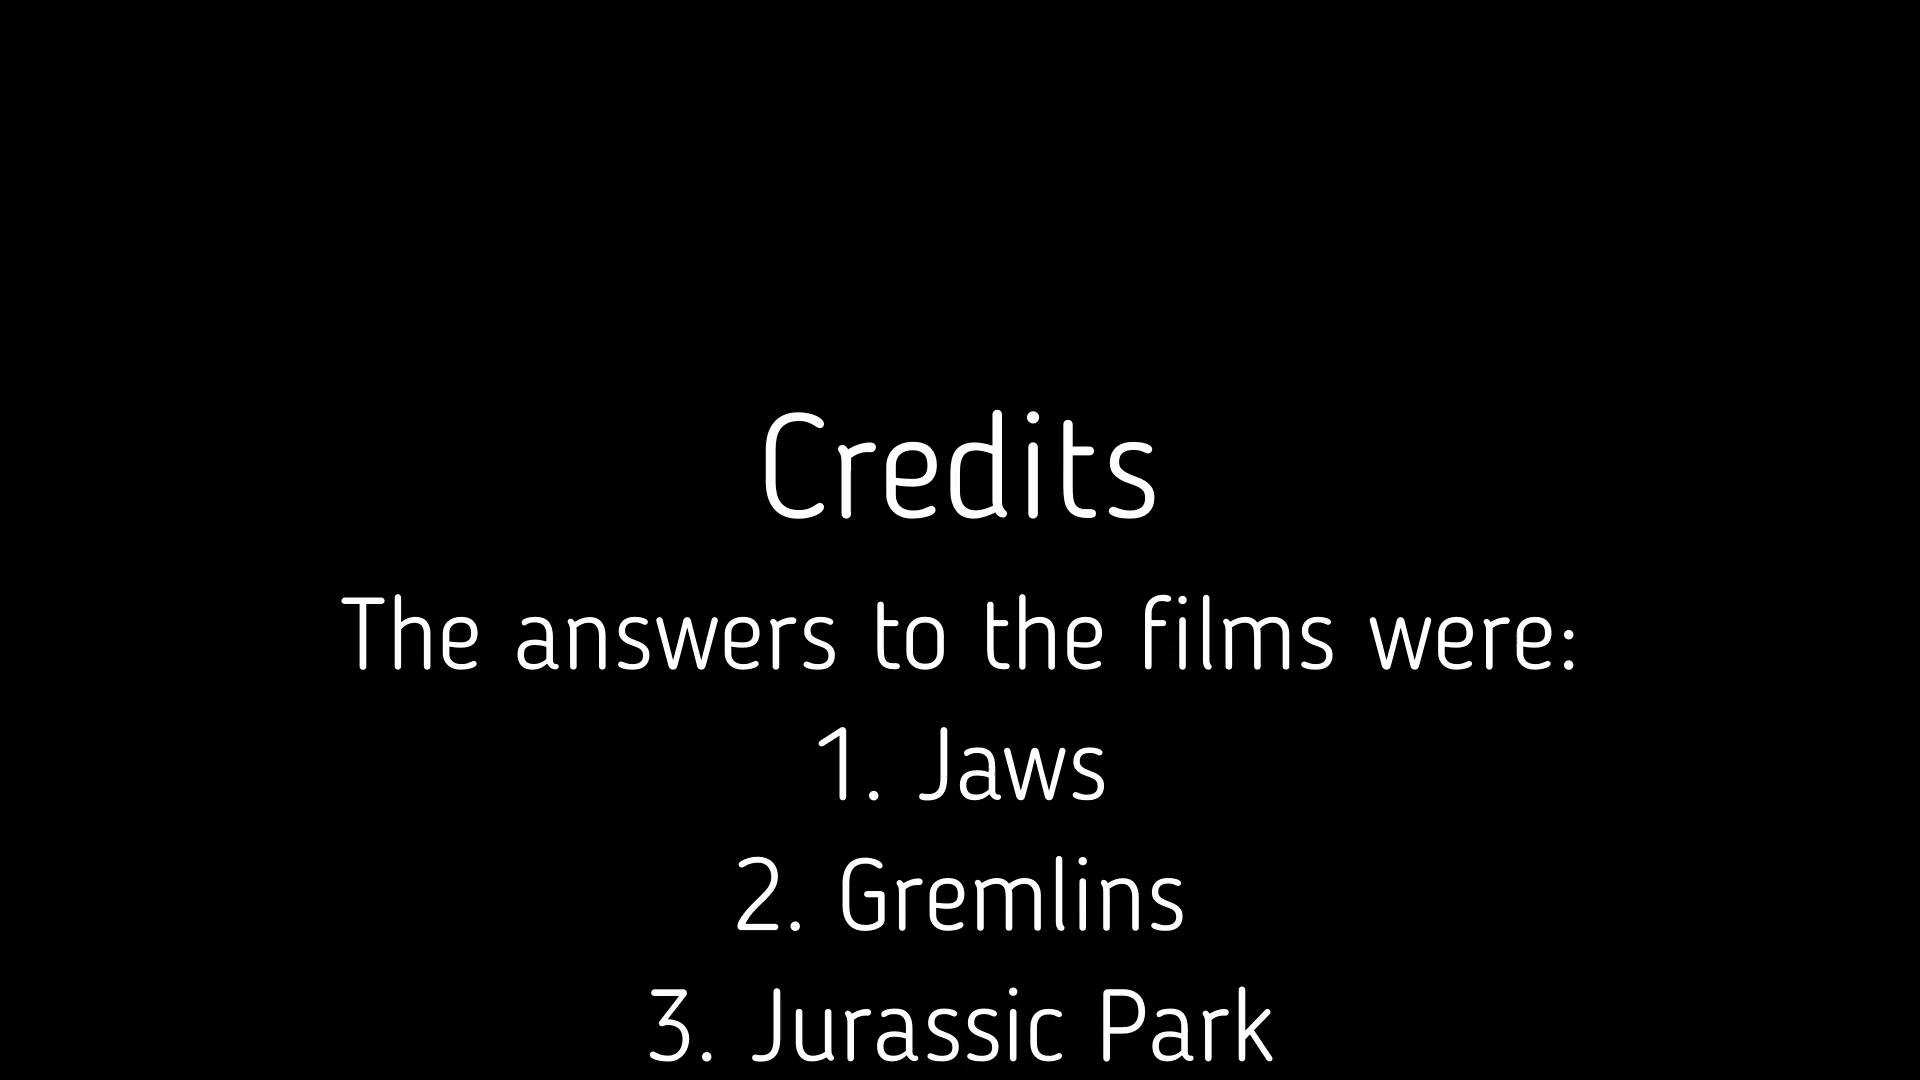 Credits
The answers to the films were:
1. Jaws
2. Gremlins
3. Jurassic Park